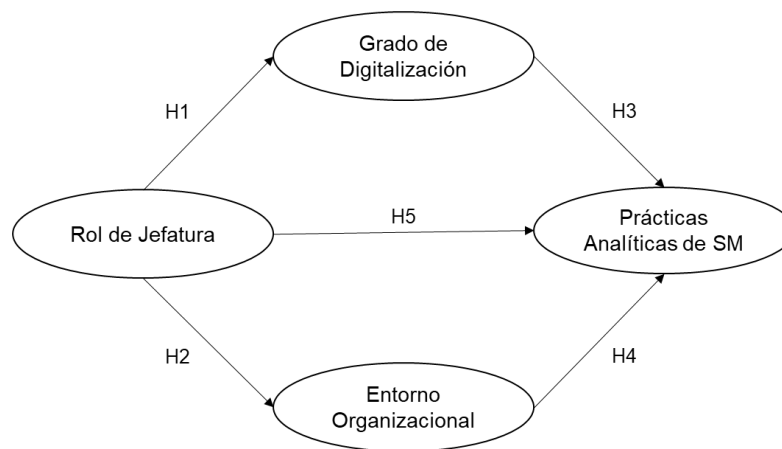 Grado de
Digitalización
H1
H3
Rol de Jefatura
H5
Prácticas
Analíticas de SM
H2
H4
Entorno
Organizacional